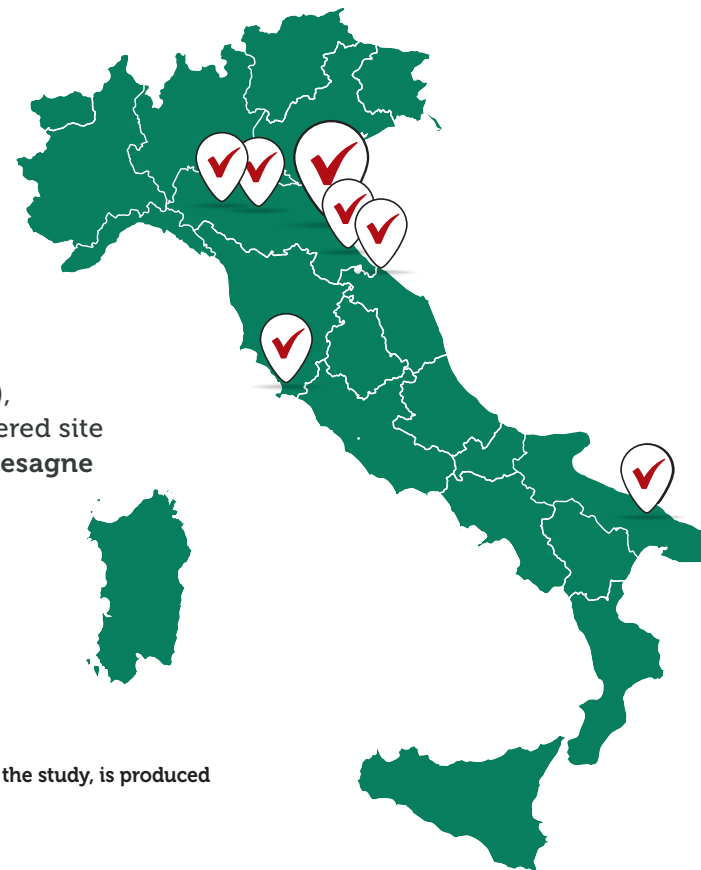 ),
ered site
esagne
the study, is produced